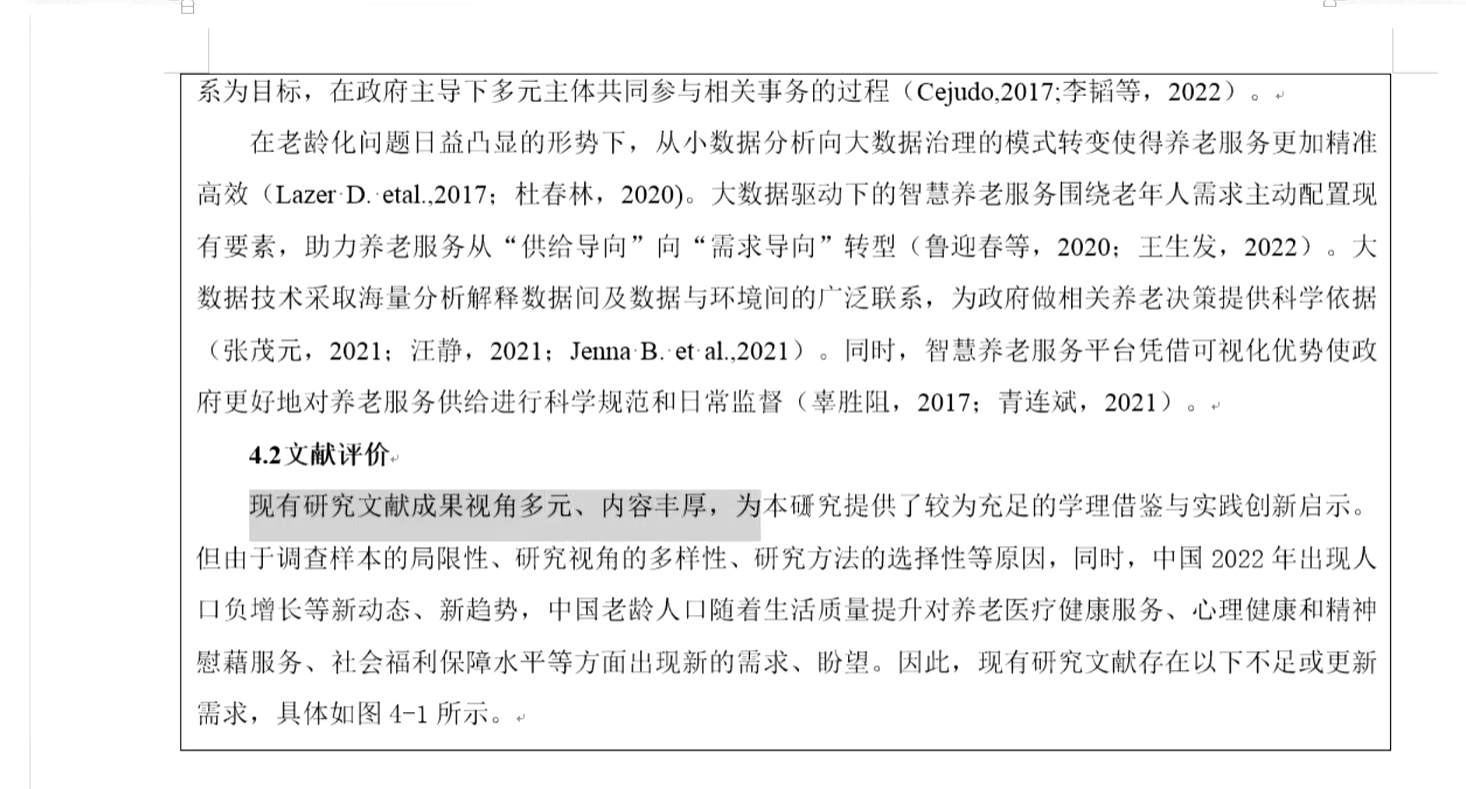 系为目标，在政府主导下多元主体共同参与相关事务的过程（Cejudo,2017;李韬等，2022）。
在老龄化问题日益凸显的形势下，从小数据分析向大数据治理的模式转变使得养老服务更加精准
高效（Lazer D. etal.,2017；杜春林，2020)。大数据驱动下的智慧养老服务围绕老年人需求主动配置现
有要素，助力养老服务从“供给导向”向“需求导向”转型（鲁迎春等，2020；王生发，2022）。大
数据技术采取海量分析解释数据间及数据与环境间的广泛联系，为政府做相关养老决策提供科学依据
（张茂元，2021；汪静，2021；Jenna B. et al.,2021）。同时，智慧养老服务平台凭借可视化优势使政
府更好地对养老服务供给进行科学规范和日常监督（辜胜阻，2017；青连斌，2021）。
4.2文献评价
现有研究文献成果视角多元、内容丰厚，为本研究提供了较为充足的学理借鉴与实践创新启示。
但由于调查样本的局限性、研究视角的多样性、研究方法的选择性等原因，同时，中国 2022 年出现人
口负增长等新动态、新趋势，中国老龄人口随着生活质量提升对养老医疗健康服务、心理健康和精神
慰藉服务、社会福利保障水平等方面出现新的需求、盼望。因此，现有研究文献存在以下不足或更新
需求，具体如图 4-1 所示。